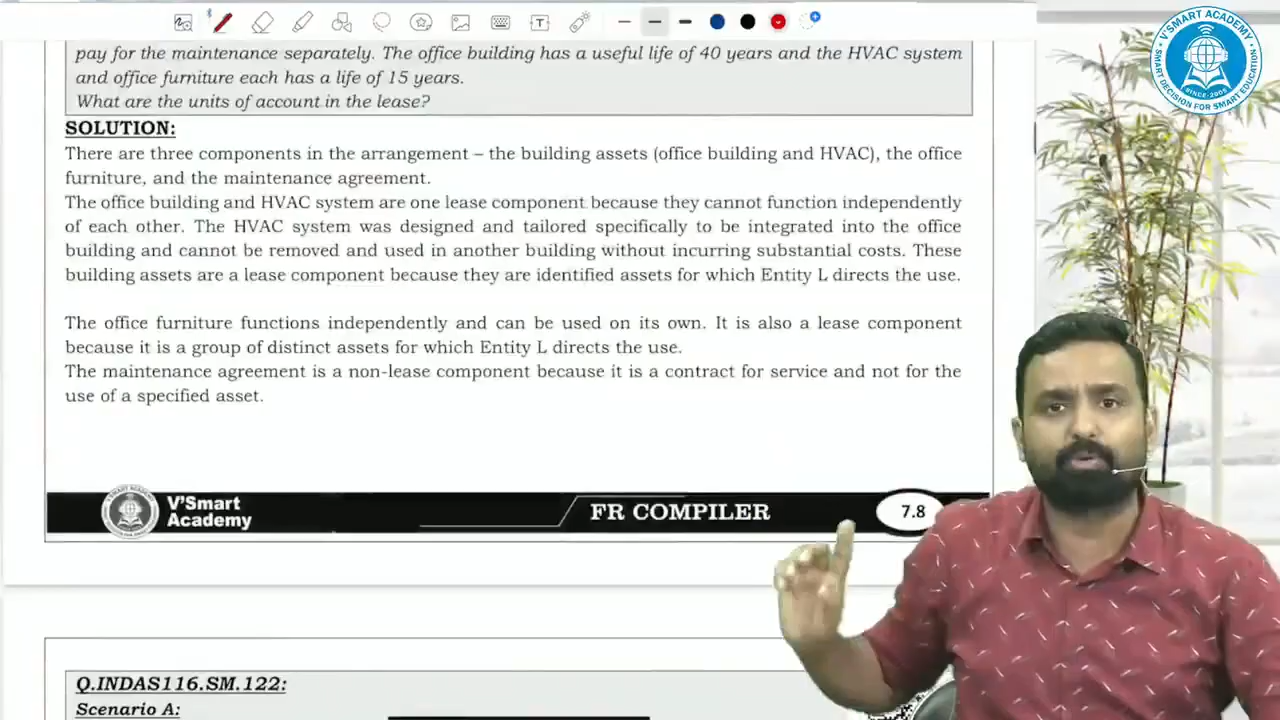 pay for the maintenance separately. The office building has a useful life of 40 years and the HVAC system
and office furniture each has a life of 15 years.
What are the units of account in the lease?
SOLUTION:
There are three components in the arrangement – the building assets (office building and HVAC), the office
furniture, and the maintenance agreement.
The office building and HVAC system are one lease component because they cannot function independently
of each other. The HVAC system was designed and tailored specifically to be integrated into the office
building and cannot be removed and used in another building without incurring substantial costs. These
building assets are a lease component because they are identified assets for which Entity L directs the use.
The office furniture functions independently and can be used on its own. It is also a lease component
because it is a group of distinct assets for which Entity L directs the use.
The maintenance agreement is a non-lease component because it is a contract for service and not for the
use of a specified asset.
V'Smart
Academy
FR COMPILER
7.8
Q.INDAS116.SM.122:
Scenario A:
V'SMART ACADEMY
SINCE-2005
SMART DECISION FOR SMART EDUCATION
T